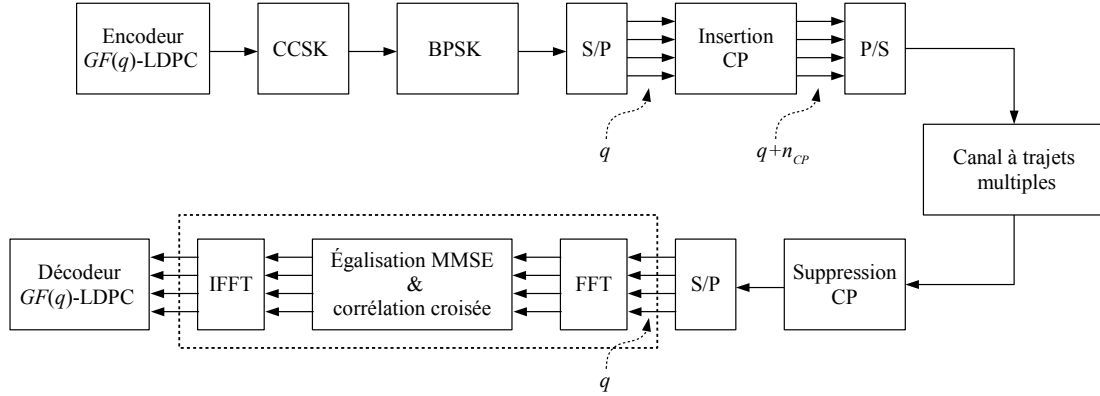 Encodeur
GF(q)-LDPC
CCSK
BPSK
S/P
Insertion
CP
P/S
q
q+n_CP
Canal à trajets
multiples
Décodeur
GF(q)-LDPC
IFFT
Égalisation MMSE
&
corrélation croisée
FFT
S/P
Suppression
CP
q